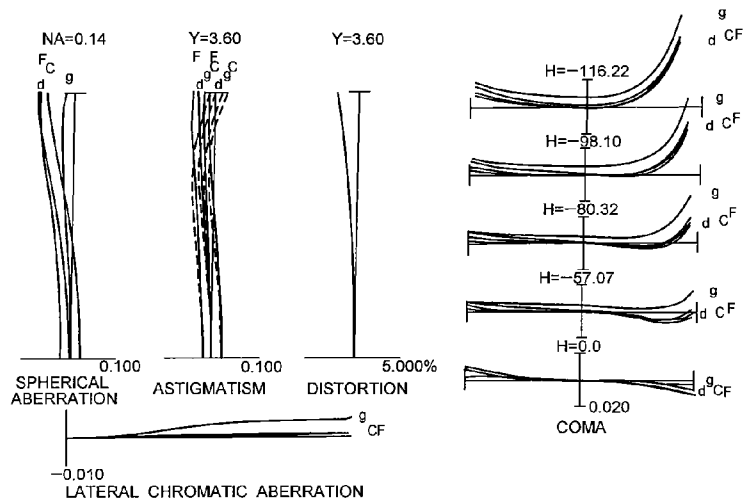 NA=0.14
F
C
d
g
0.100
SPHERICAL
ABERRATION
Y=3.60
F
F
C
C
d
g
d
g
0.100
ASTIGMATISM
Y=3.60
5.000%
DISTORTION
g
CF
−0.010
LATERAL CHROMATIC ABERRATION
g
d CF
H=−116.22
g
d CF
H=−98.10
g
d CF
H=−80.32
g
d CF
H=−57.07
H=0.0
dgCF
0.020
COMA